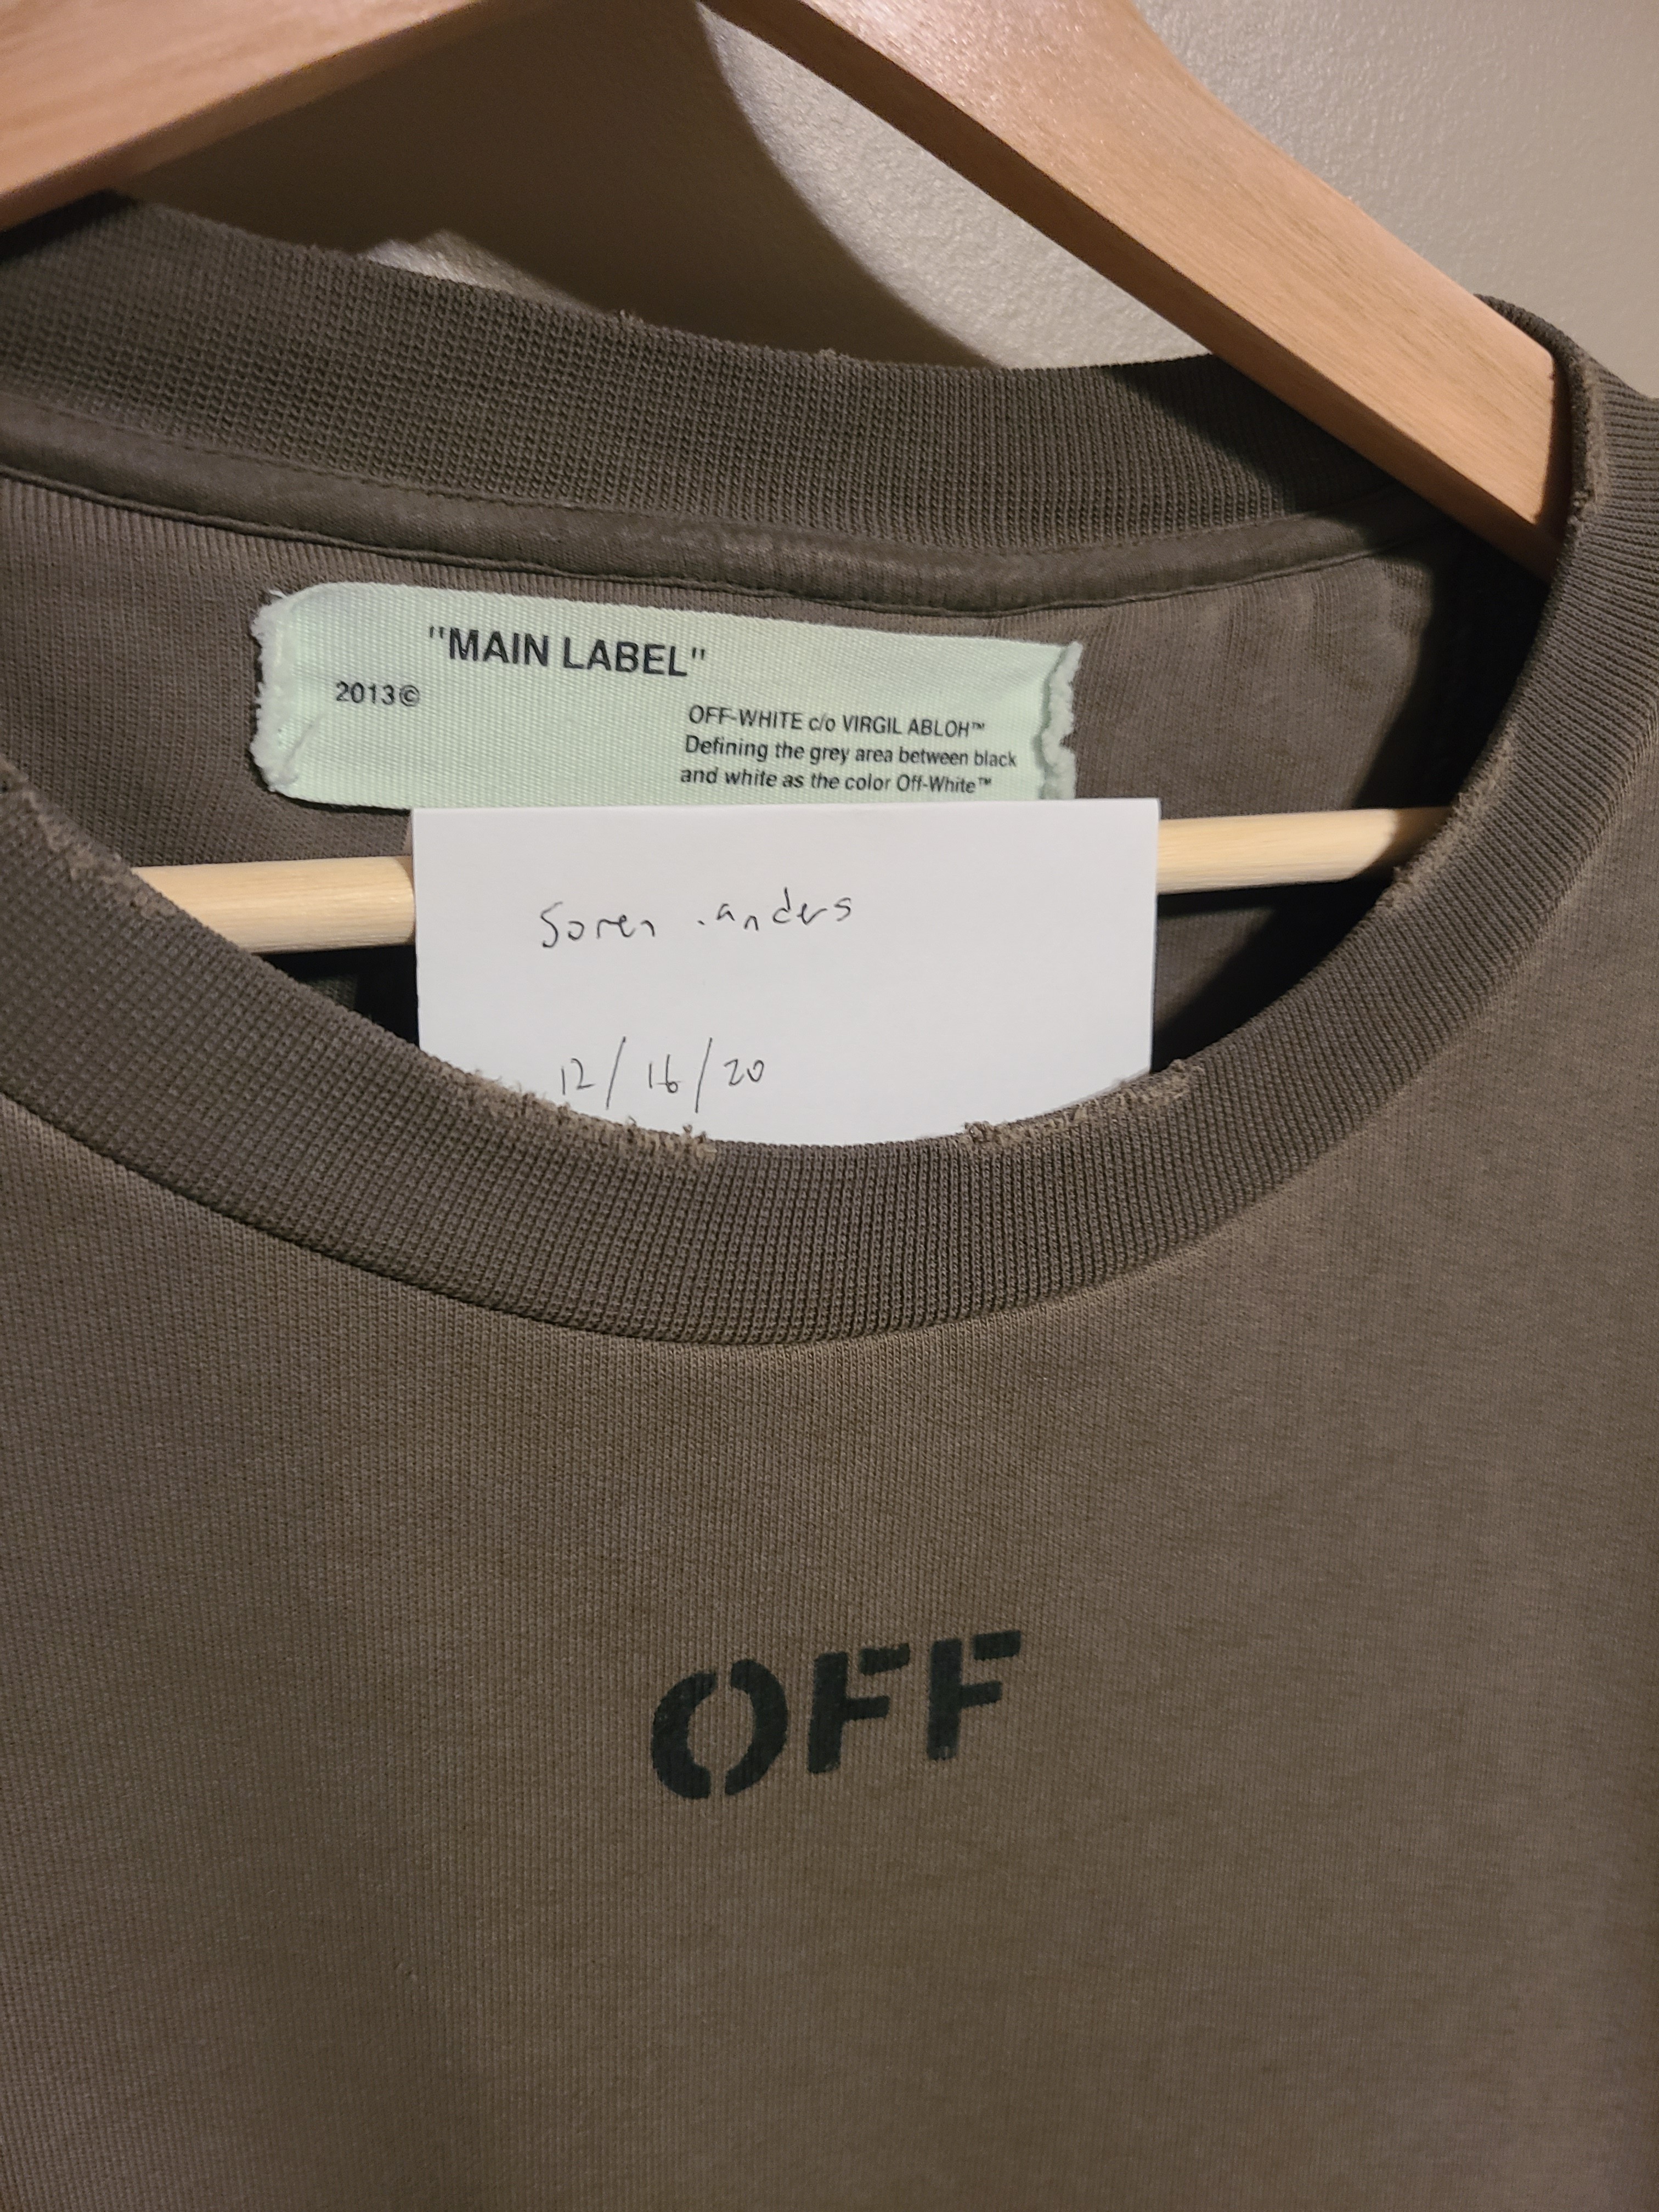 "MAIN LABEL"
2013©
OFF-WHITE c/o VIRGIL ABLOH™
Defining the grey area between black
and white as the color Off-White™
Soren .anders
12/16/20
OFF